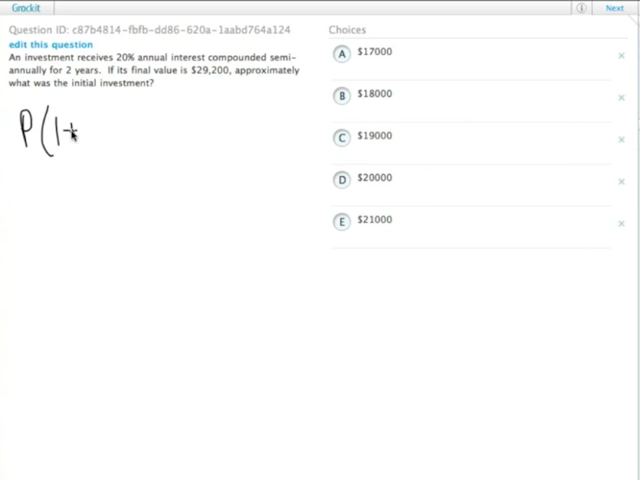 Grockit
Next
Question ID: c87b4814-fbfb-dd86-620a-1aabd764a124
edit this question
An investment receives 20% annual interest compounded semi-
annually for 2 years. If its final value is $29,200, approximately
what was the initial investment?
P(1+
Choices
A $17000
B $18000
C $19000
D $20000
E $21000